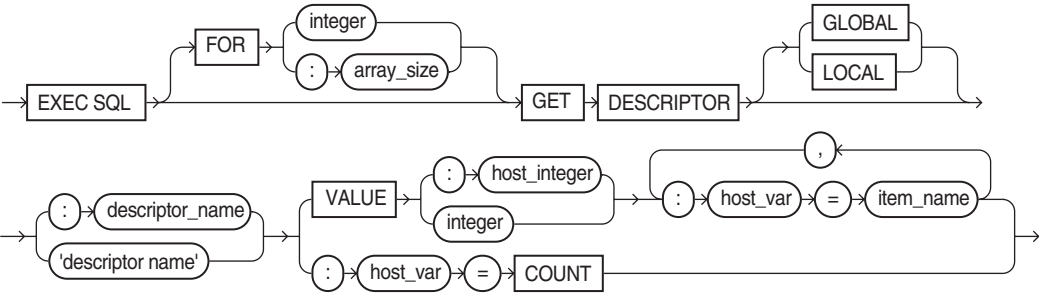 integer GLOBAL
FOR
: array_size LOCAL
EXEC SQL GET DESCRIPTOR
,
: host_integer
: descriptor_name VALUE : host_var = item_name
integer
'descriptor name'
: host_var = COUNT